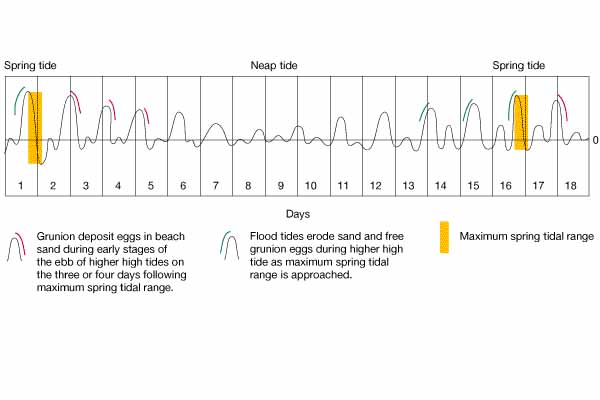 Spring tide
Neap tide
Spring tide
0
1 2 3 4 5 6 7 8 9 10 11 12 13 14 15 16 17 18
Days
Grunion deposit eggs in beach
sand during early stages of
the ebb of higher high tides on
the three or four days following
maximum spring tidal range.
Flood tides erode sand and free
grunion eggs during higher high
tide as maximum spring tidal
range is approached.
Maximum spring tidal range